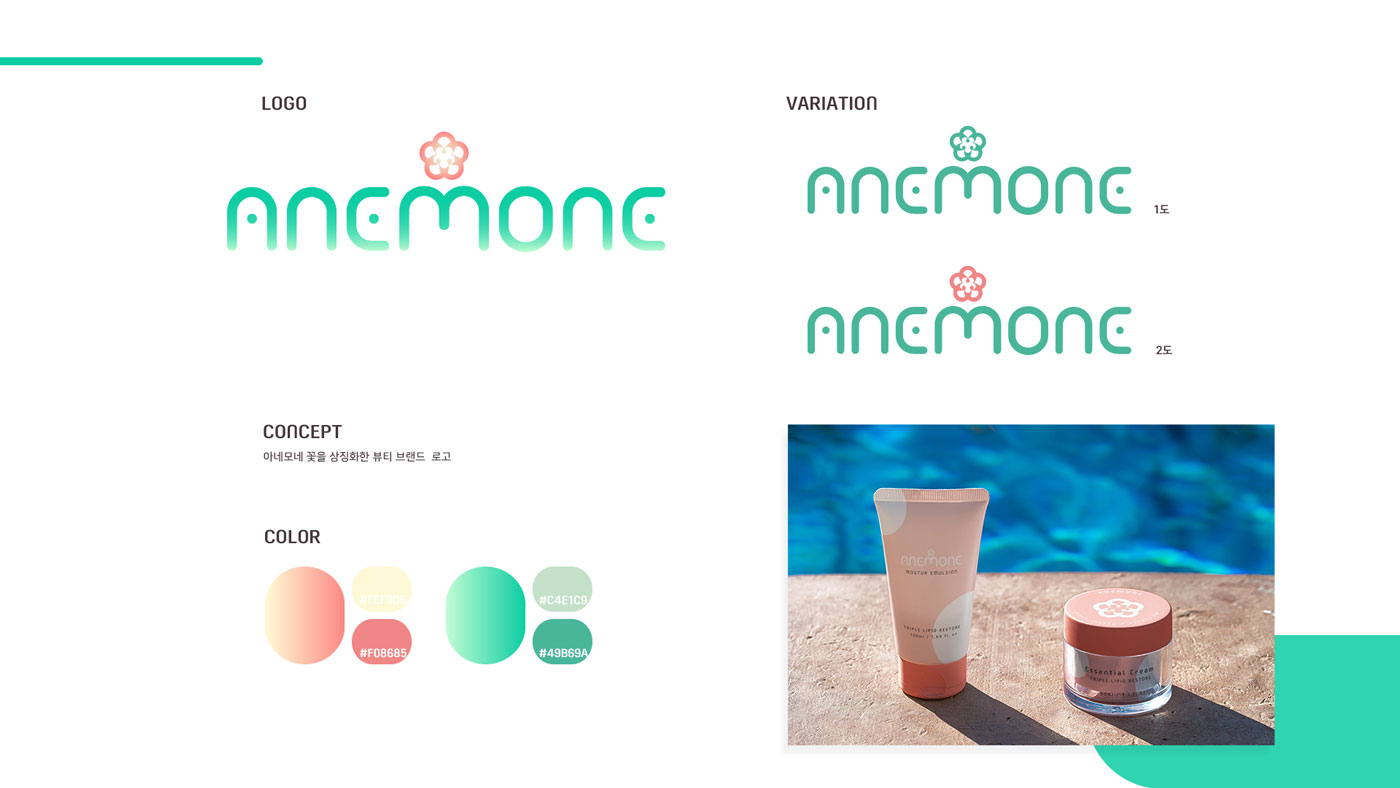 LOGO
ANEMONE
VARIATION
ANEMONE
1도
ANEMONE
2도
CONCEPT
아네모네 꽃을 상징화한 뷰티 브랜드 로고
COLOR
#C4E1C9
#F08685
#49B69A
ANEMONE
MOSTUR EMULSION
TRIPLE LIPID RESTORE
ANEMONE
Essential Cream
TRIPLE LIPID RESTORE